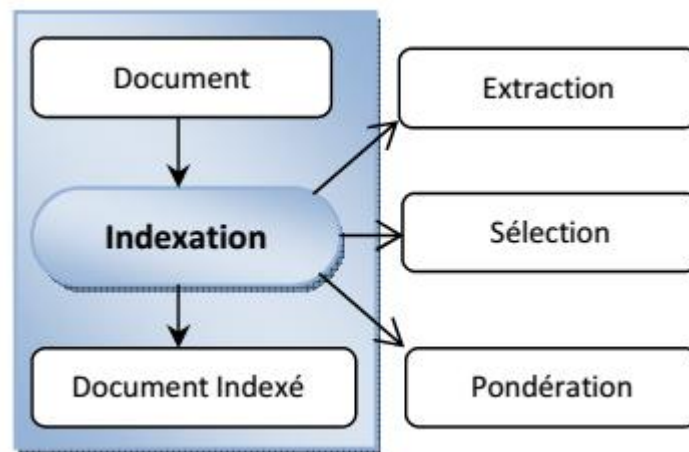 Document
Extraction
Indexation
Sélection
Document Indexé
Pondération